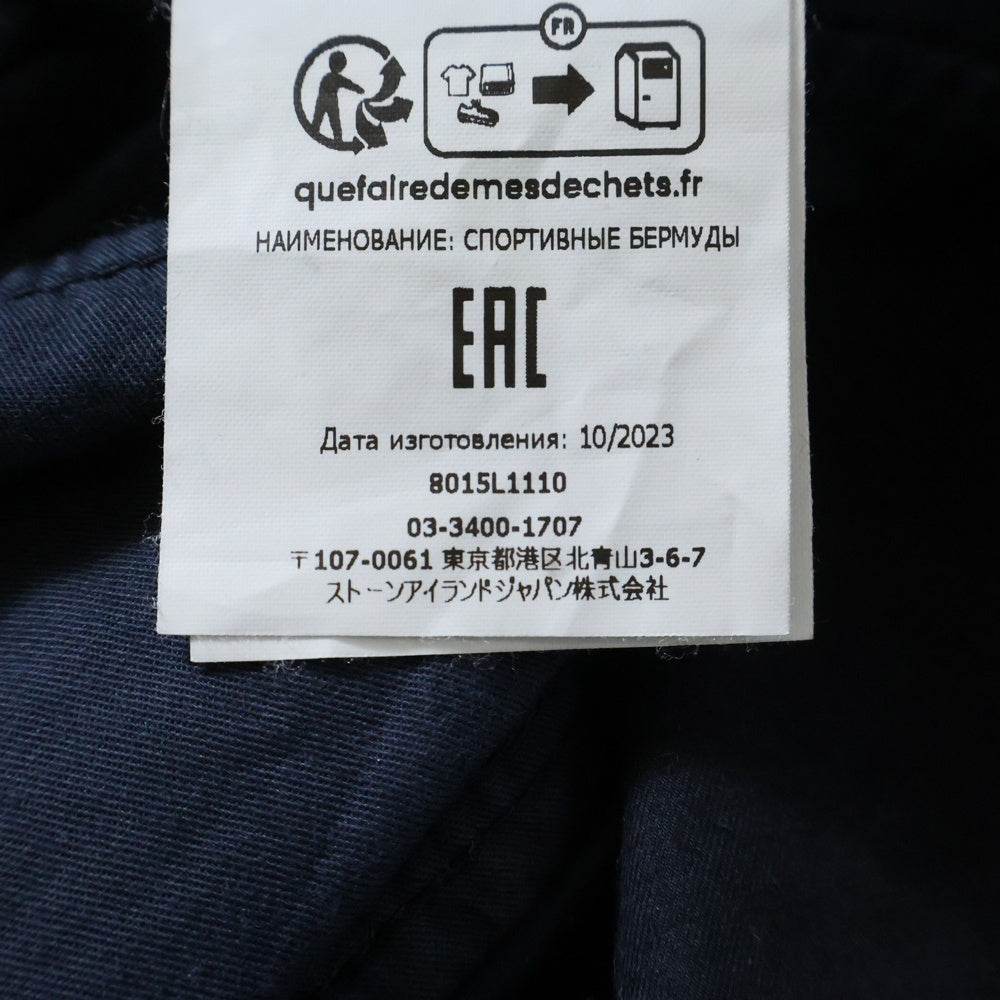 FR
quefairedemesdechets.fr
НАИМЕНОВАНИЕ: СПОРТИВНЫЕ БЕРМУДЫ
EAC
Дата изготовления: 10/2023
8015L1110
03-3400-1707
〒107-0061 東京都港区北青山3-6-7
ストーンアイランドジャパン株式会社